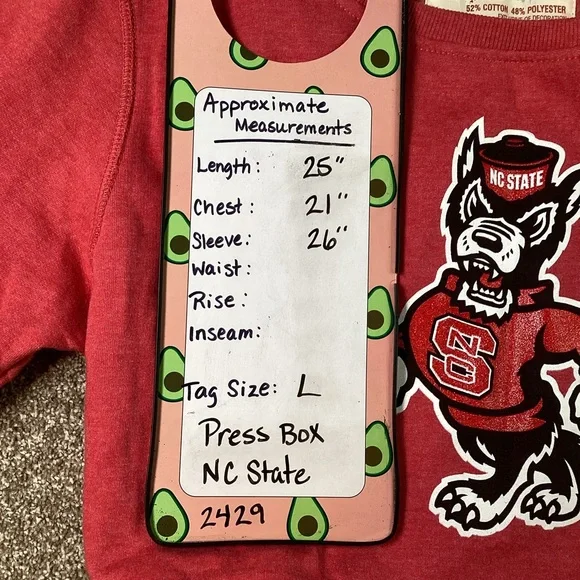 52% COTTON 48% POLYESTER
Approximate
Measurements
Length: 25"
Chest: 21"
Sleeve: 26"
Waist:
Rise:
Inseam:
Tag Size: L
Press Box
NC State
2429
NC STATE
NCS